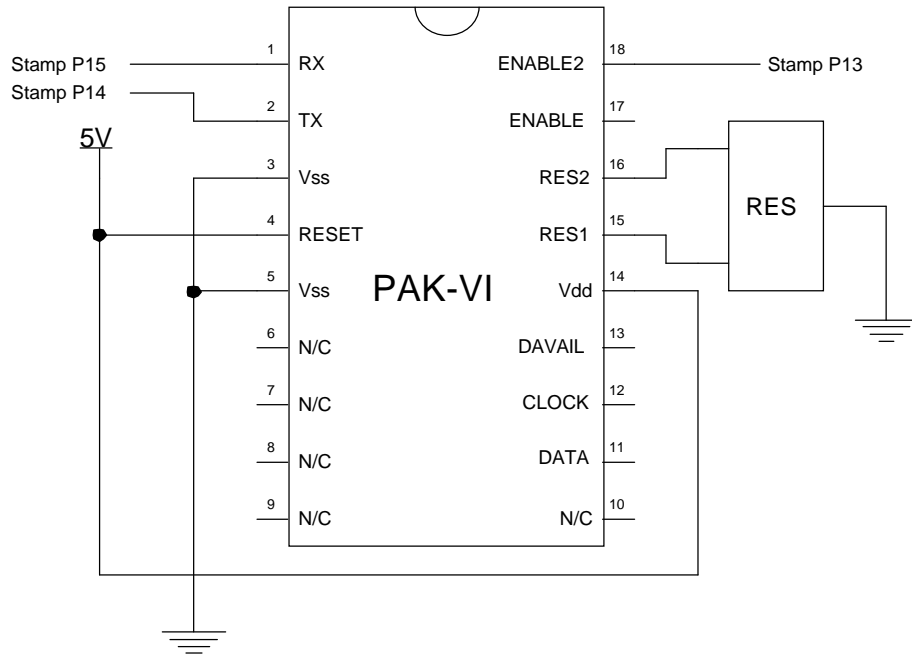 Stamp P15
Stamp P14
5V
1 RX
2 TX
3 Vss
4 RESET
5 Vss
6 N/C
7 N/C
8 N/C
9 N/C
PAK-VI
ENABLE2 18
Stamp P13
ENABLE 17
RES2 16
RES1 15
Vdd 14
DAVAIL 13
CLOCK 12
DATA 11
N/C 10
RES